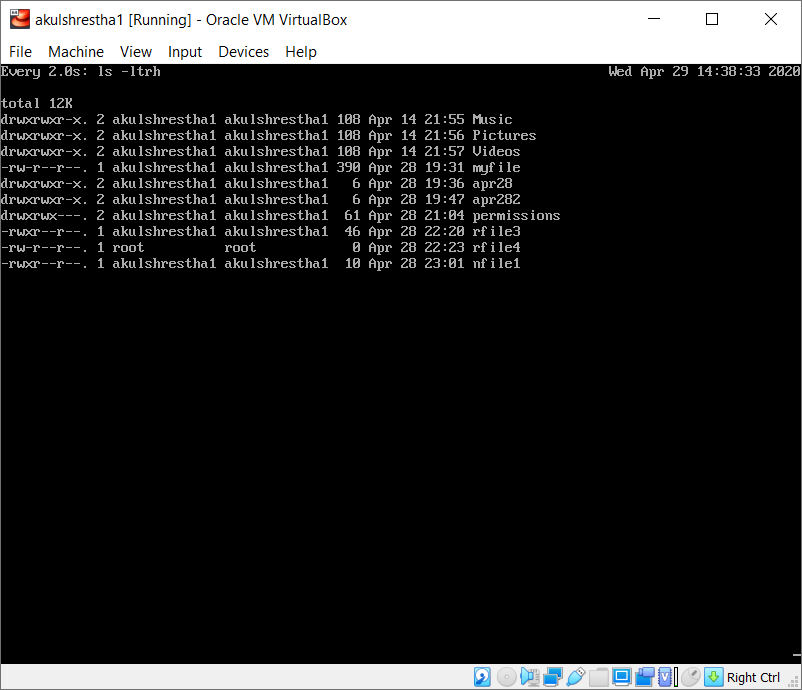 akulshrestha1 [Running] - Oracle VM VirtualBox
File Machine View Input Devices Help
Every 2.0s: ls -ltrh Wed Apr 29 14:38:33 2020
total 12K
drwxrwxr-x. 2 akulshrestha1 akulshrestha1 108 Apr 14 21:55 Music
drwxrwxr-x. 2 akulshrestha1 akulshrestha1 108 Apr 14 21:56 Pictures
drwxrwxr-x. 2 akulshrestha1 akulshrestha1 108 Apr 14 21:57 Videos
-rw-r--r--. 1 akulshrestha1 akulshrestha1 390 Apr 28 19:31 myfile
drwxrwxr-x. 2 akulshrestha1 akulshrestha1   6 Apr 28 19:36 apr28
drwxrwxr-x. 2 akulshrestha1 akulshrestha1   6 Apr 28 19:47 apr282
drwxrwx---. 2 akulshrestha1 akulshrestha1  61 Apr 28 21:04 permissions
-rwxr--r--. 1 akulshrestha1 akulshrestha1  46 Apr 28 22:20 rfile3
-rw-r--r--. 1 root          root            0 Apr 28 22:23 rfile4
-rwxr--r--. 1 akulshrestha1 akulshrestha1  10 Apr 28 23:01 nfile1
Right Ctrl